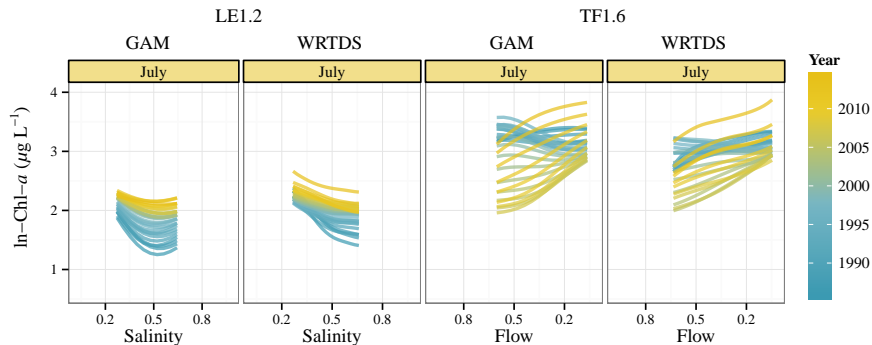 LE1.2 TF1.6
GAM WRTDS GAM WRTDS
July July July July
ln−Chl−a (μg L−1)
4
3
2
1
0.2 0.5 0.8 0.2 0.5 0.8 0.8 0.5 0.2 0.8 0.5 0.2
Salinity Salinity Flow Flow
Year
2010
2005
2000
1995
1990